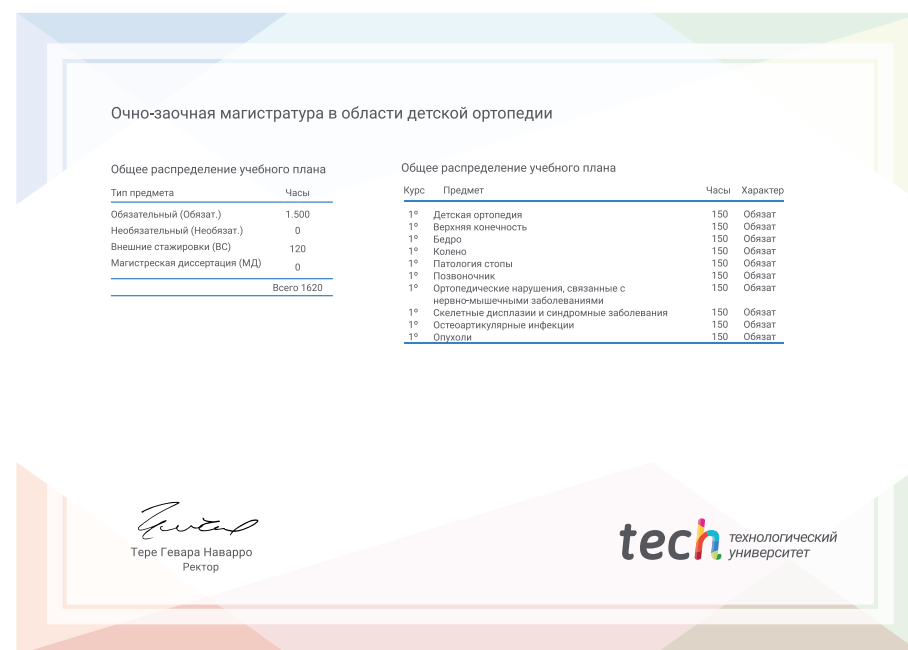 Очно-заочная магистратура в области детской ортопедии
Общее распределение учебного плана
Тип предмета Часы
Обязательный (Обязат.) 1.500
Необязательный (Необязат.) 0
Внешние стажировки (ВС) 120
Магистреская диссертация (МД) 0
Всего 1620
Общее распределение учебного плана
Курс Предмет Часы Характер
1º Детская ортопедия 150 Обязат
1º Верхняя конечность 150 Обязат
1º Бедро 150 Обязат
1º Колено 150 Обязат
1º Патология стопы 150 Обязат
1º Позвоночник 150 Обязат
1º Ортопедические нарушения, связанные с 150 Обязат
нервно-мышечными заболеваниями
1º Скелетные дисплазии и синдромные заболевания 150 Обязат
1º Остеоартикулярные инфекции 150 Обязат
1º Опухоли 150 Обязат
Тере Гевара Наварро
Ректор
tech технологический
университет